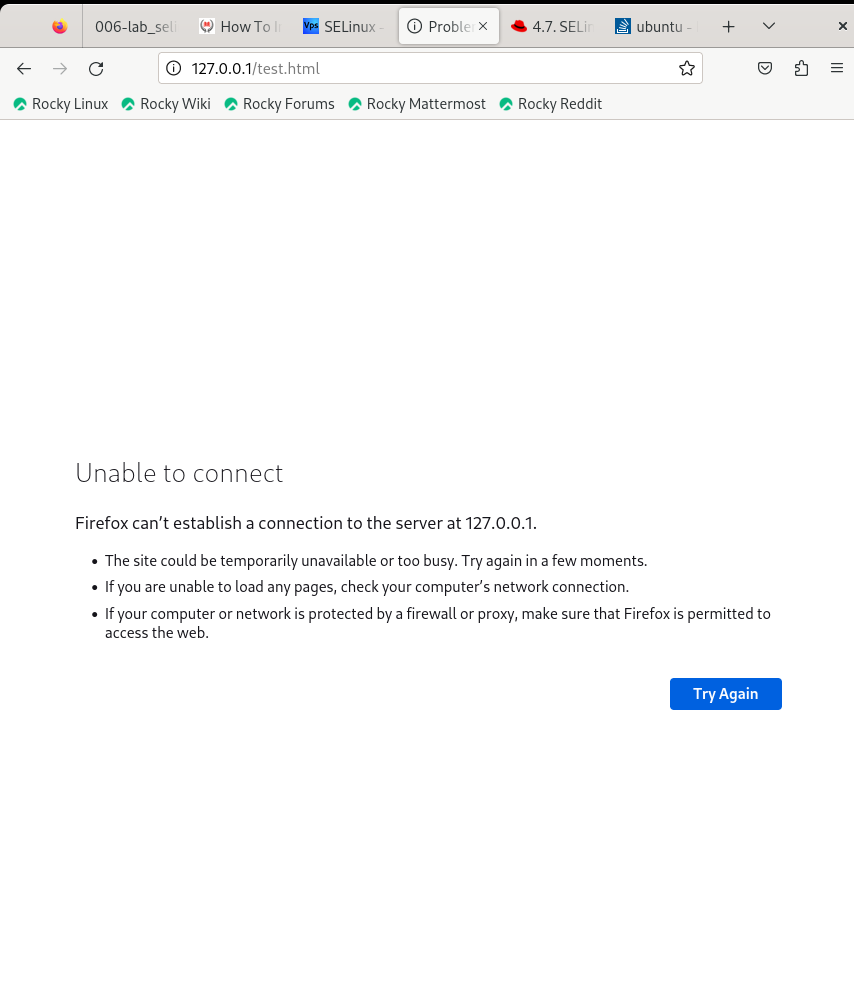 006-lab_seli
How To I
Vps SELinux -
Problem
4.7. SELin
ubuntu -
127.0.0.1/test.html
Rocky Linux Rocky Wiki Rocky Forums Rocky Mattermost Rocky Reddit
Unable to connect
Firefox can’t establish a connection to the server at 127.0.0.1.
• The site could be temporarily unavailable or too busy. Try again in a few moments.
• If you are unable to load any pages, check your computer’s network connection.
• If your computer or network is protected by a firewall or proxy, make sure that Firefox is permitted to
access the web.
Try Again